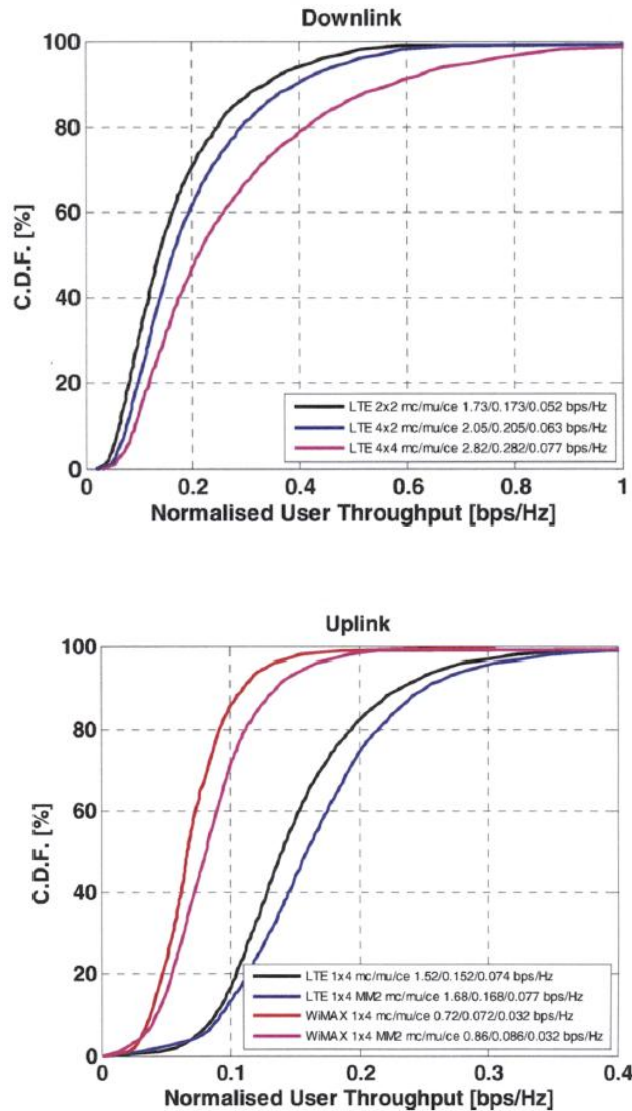 Downlink
100
80
60
40
20
0
C.D.F. [%]
LTE 2x2 mc/mu/ce 1.73/0.173/0.052 bps/Hz
LTE 4x2 mc/mu/ce 2.05/0.205/0.063 bps/Hz
LTE 4x4 mc/mu/ce 2.82/0.282/0.077 bps/Hz
0 0.2 0.4 0.6 0.8 1
Normalised User Throughput [bps/Hz]
Uplink
100
80
60
40
20
0
C.D.F. [%]
LTE 1x4 mc/mu/ce 1.52/0.152/0.074 bps/Hz
LTE 1x4 MM2 mc/mu/ce 1.68/0.168/0.077 bps/Hz
WiMAX 1x4 mc/mu/ce 0.72/0.072/0.032 bps/Hz
WiMAX 1x4 MM2 mc/mu/ce 0.86/0.086/0.032 bps/Hz
0 0.1 0.2 0.3 0.4
Normalised User Throughput [bps/Hz]